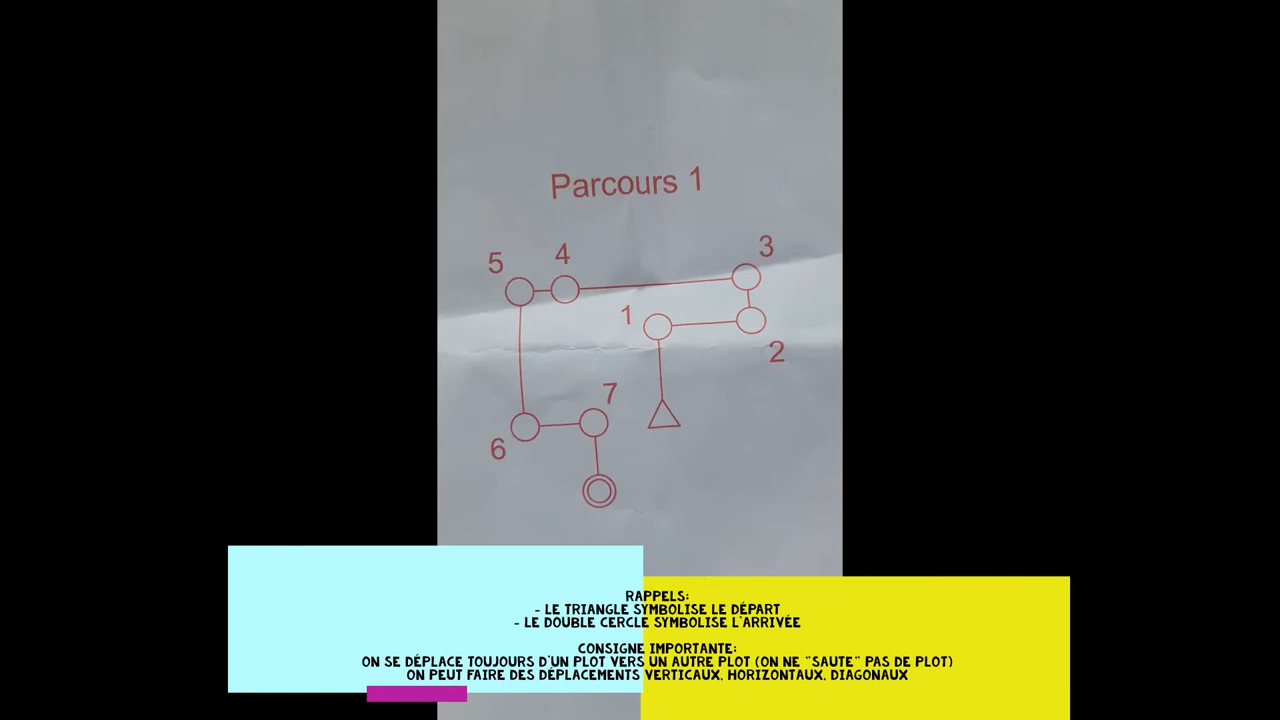 Parcours 1
3
4
5
1
2
7
6
RAPPELS:
- LE TRIANGLE SYMBOLISE LE DÉPART
- LE DOUBLE CERCLE SYMBOLISE L'ARRIVÉE
CONSIGNE IMPORTANTE:
ON SE DÉPLACE TOUJOURS D'UN PLOT VERS UN AUTRE PLOT (ON NE "SAUTE" PAS DE PLOT)
ON PEUT FAIRE DES DÉPLACEMENTS VERTICAUX, HORIZONTAUX, DIAGONAUX